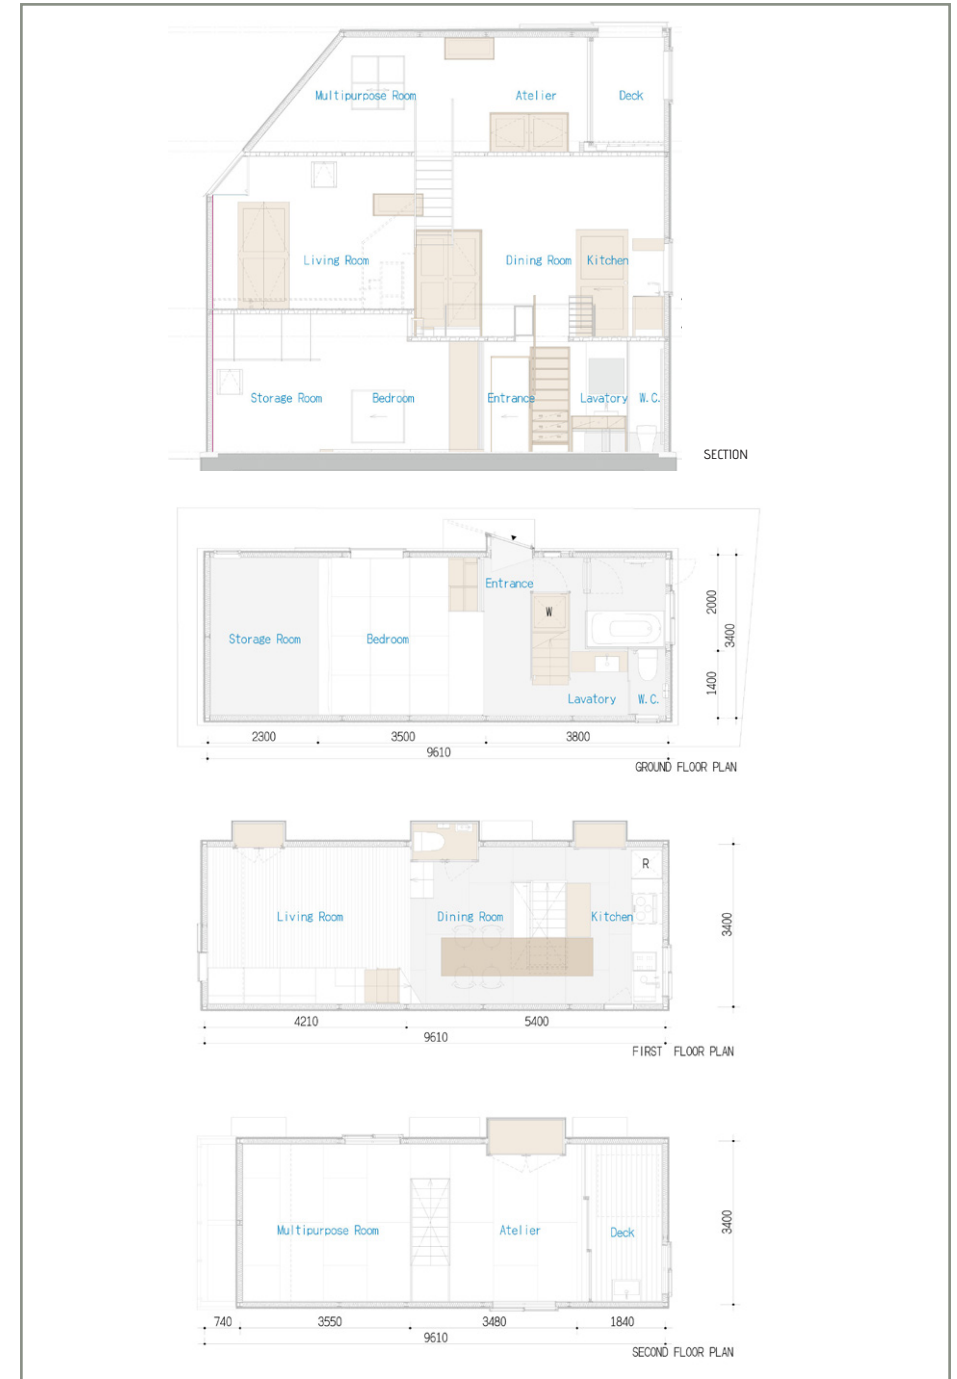 Multipurpose Room Atelier Deck
Living Room Dining Room Kitchen
Storage Room Bedroom Entrance Lavatory W.C.
SECTION
Entrance
W
Storage Room Bedroom
Lavatory W.C.
2000
3400
1400
2300 3500 3800
9610
GROUND FLOOR PLAN
R
Living Room Dining Room Kitchen
3400
4210 5400
9610
FIRST FLOOR PLAN
Multipurpose Room Atelier Deck
3400
740 3550 3480 1840
9610
SECOND FLOOR PLAN